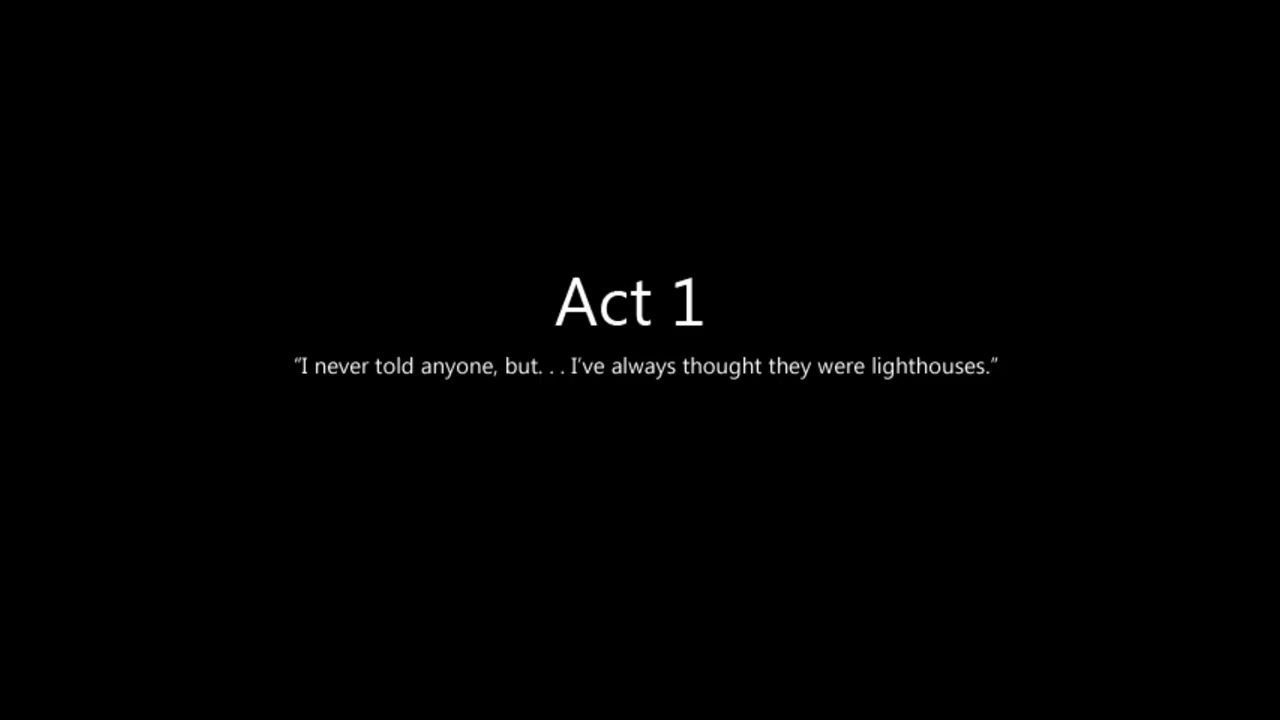 Act 1
“I never told anyone, but. . . I’ve always thought they were lighthouses.”